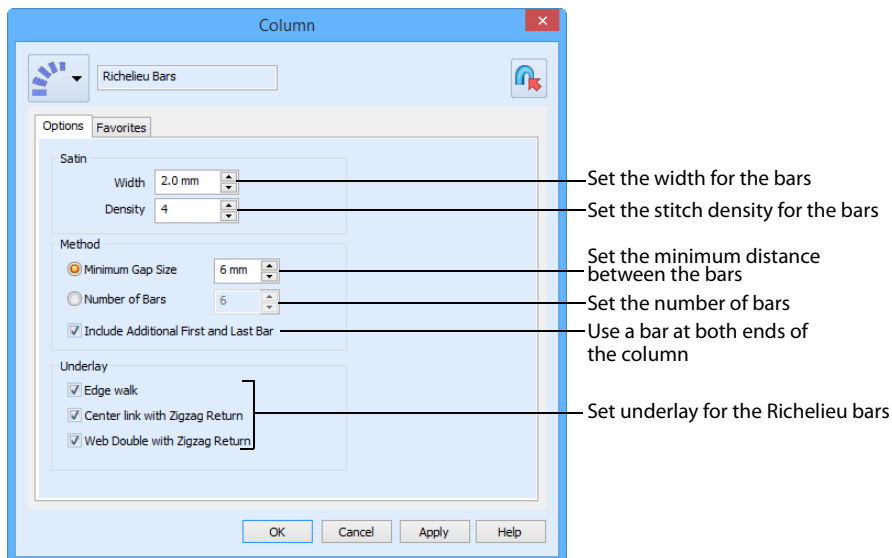 Column
Richelieu Bars
Options Favorites
Satin
Width 2.0 mm
Set the width for the bars
Density 4
Set the stitch density for the bars
Method
Minimum Gap Size 6 mm
Set the minimum distance
between the bars
Number of Bars 6
Set the number of bars
Include Additional First and Last Bar
Use a bar at both ends of
the column
Underlay
Edge walk
Center link with Zigzag Return
Web Double with Zigzag Return
Set underlay for the Richelieu bars
OK Cancel Apply Help